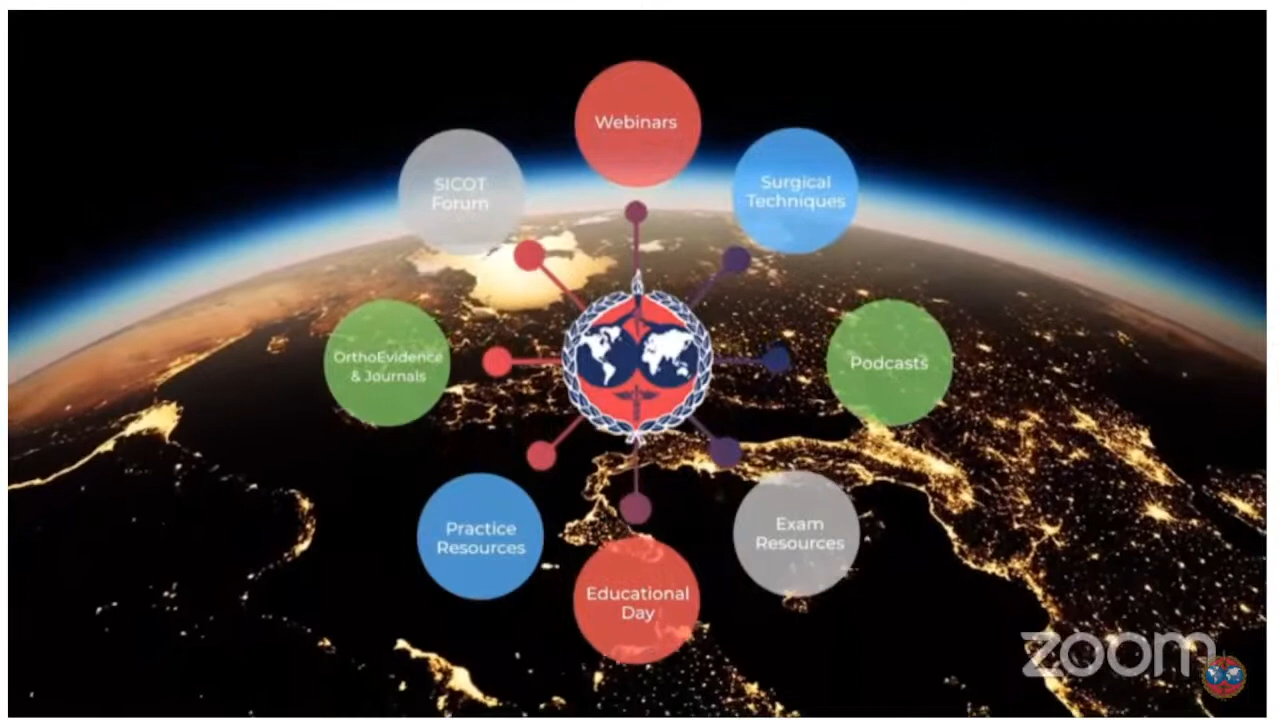 Webinars
SICOT
Forum
Surgical
Techniques
OrthoEvidence
& Journals
Podcasts
Practice
Resources
Exam
Resources
Educational
Day
zoom